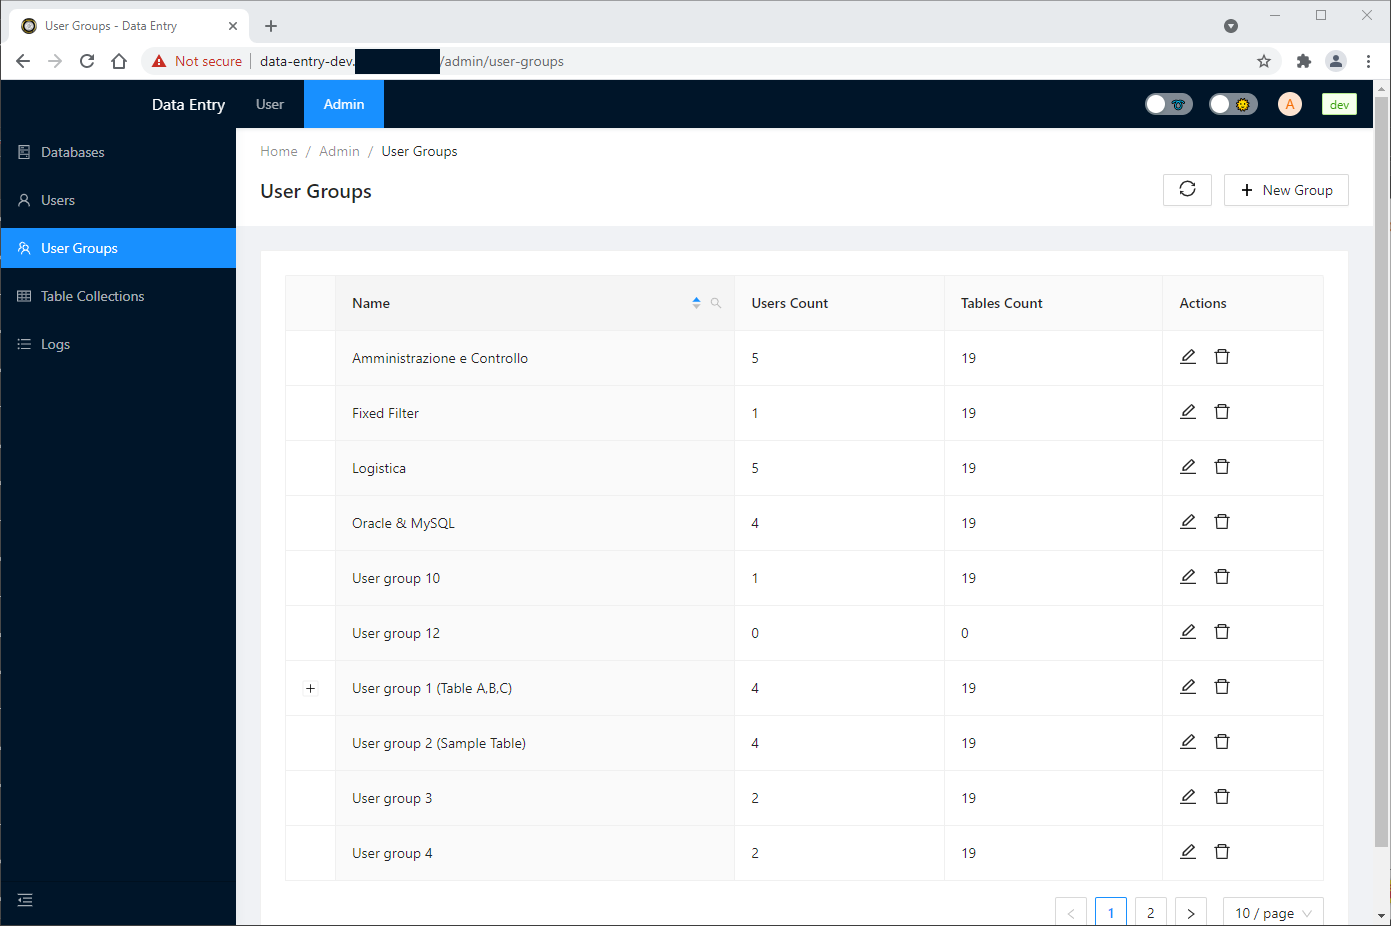 User Groups - Data Entry
Not secure data-entry-dev. /admin/user-groups
Data Entry User Admin A dev
Databases
Users
User Groups
Table Collections
Logs
Home / Admin / User Groups
User Groups
New Group
Name Users Count Tables Count Actions
Amministrazione e Controllo 5 19
Fixed Filter 1 19
Logistica 5 19
Oracle & MySQL 4 19
User group 10 1 19
User group 12 0 0
User group 1 (Table A,B,C) 4 19
User group 2 (Sample Table) 4 19
User group 3 2 19
User group 4 2 19
< 1 2 > 10 / page